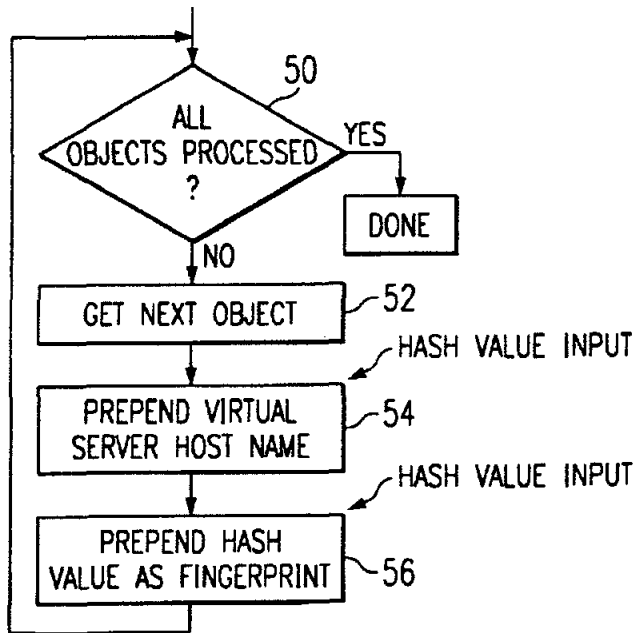 50
ALL
OBJECTS PROCESSED
?
YES
DONE
NO
GET NEXT OBJECT
52
HASH VALUE INPUT
PREPEND VIRTUAL
SERVER HOST NAME
54
HASH VALUE INPUT
PREPEND HASH
VALUE AS FINGERPRINT
56